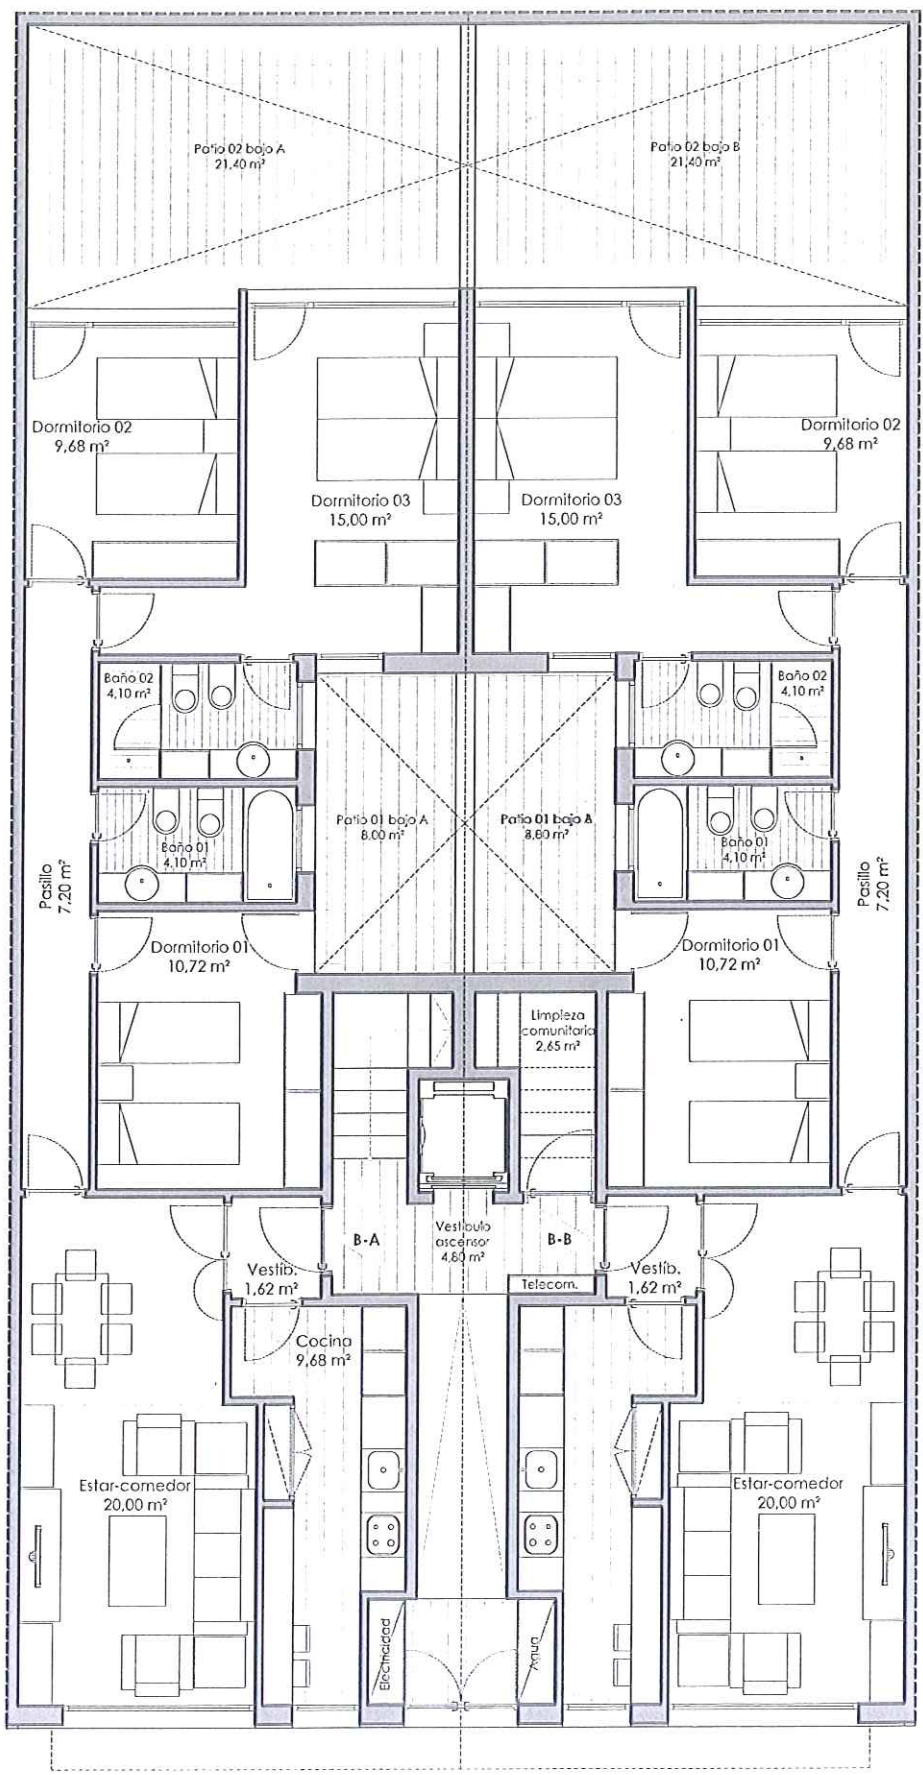 Patio 02 bajo A
21,40 m²
Patio 02 bajo B
21,40 m²
Dormitorio 02
9,68 m²
Dormitorio 03
15,00 m²
Dormitorio 03
15,00 m²
Dormitorio 02
9,68 m²
Baño 02
4,10 m²
Baño 02
4,10 m²
Patio 01 bajo A
8,00 m²
Patio 01 bajo A
8,80 m²
Baño 01
4,10 m²
Baño 01
4,10 m²
Pasillo
7,20 m²
Pasillo
7,20 m²
Dormitorio 01
10,72 m²
Dormitorio 01
10,72 m²
Limpieza
comunitaria
2,65 m²
B-A
Vestíbulo
ascensor
4,80 m²
B-B
Vestíb.
1,62 m²
Telecom.
Vestíb.
1,62 m²
Cocina
9,68 m²
Estar-comedor
20,00 m²
Estar-comedor
20,00 m²
Electricidad
Agua